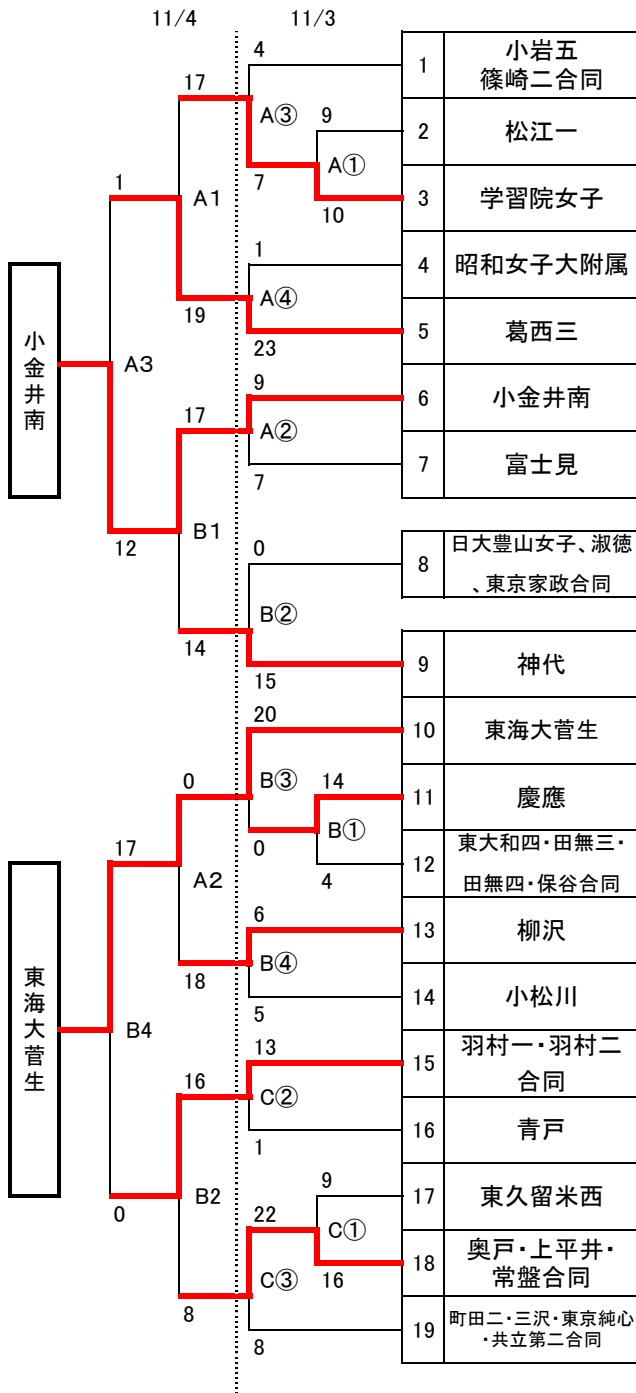 11/4
11/3
4
1
小岩五
篠崎二合同
17
A③
9
2
松江一
A①
1
A1
7
10
3
学習院女子
1
4
昭和女子大附属
A④
19
23
5
葛西三
小金井南
A3
17
9
6
小金井南
A②
7
7
富士見
12
B1
0
8
日大豊山女子、淑徳
、東京家政合同
B②
14
15
9
神代
20
10
東海大菅生
0
B③
14
11
慶應
B①
17
0
4
12
東大和四・田無三・
田無四・保谷合同
A2
6
13
柳沢
B④
18
5
14
小松川
東海大菅生
B4
13
15
羽村一・羽村二
合同
16
C②
1
16
青戸
0
B2
9
17
東久留米西
22
C①
16
18
奥戸・上平井・
常盤合同
C③
8
8
19
町田二・三沢・東京純心
・共立第二合同